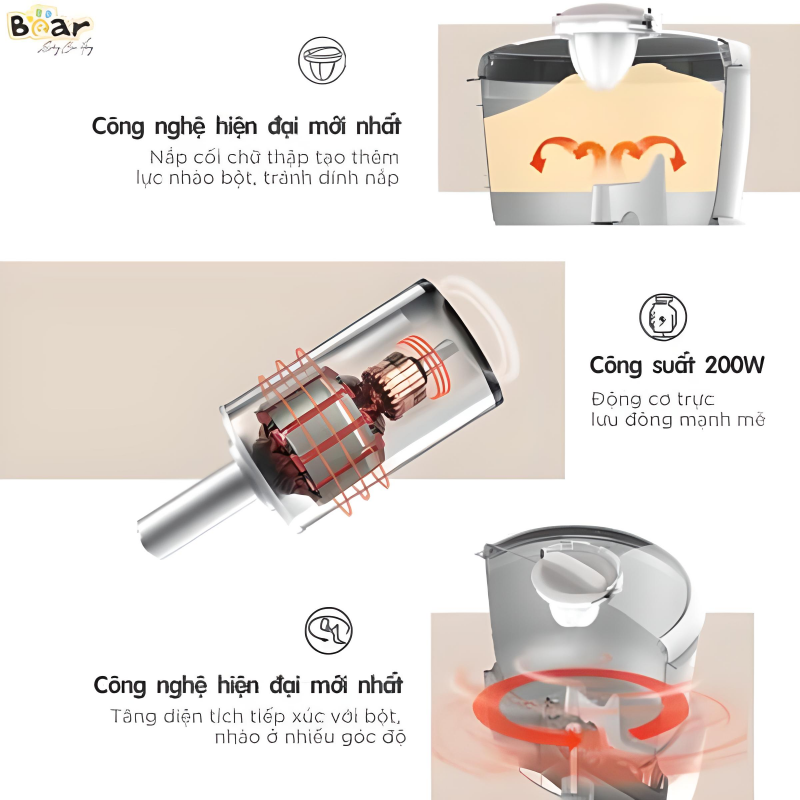 Bear
Công nghệ hiện đại mới nhất
Nắp cối chữ thập tạo thêm
lực nhào bột, tránh dính nắp
Công suất 200W
Động cơ trực
lưu đông mạnh mẽ
Công nghệ hiện đại mới nhất
Tăng diện tích tiếp xúc với bột,
nhào ở nhiều góc độ